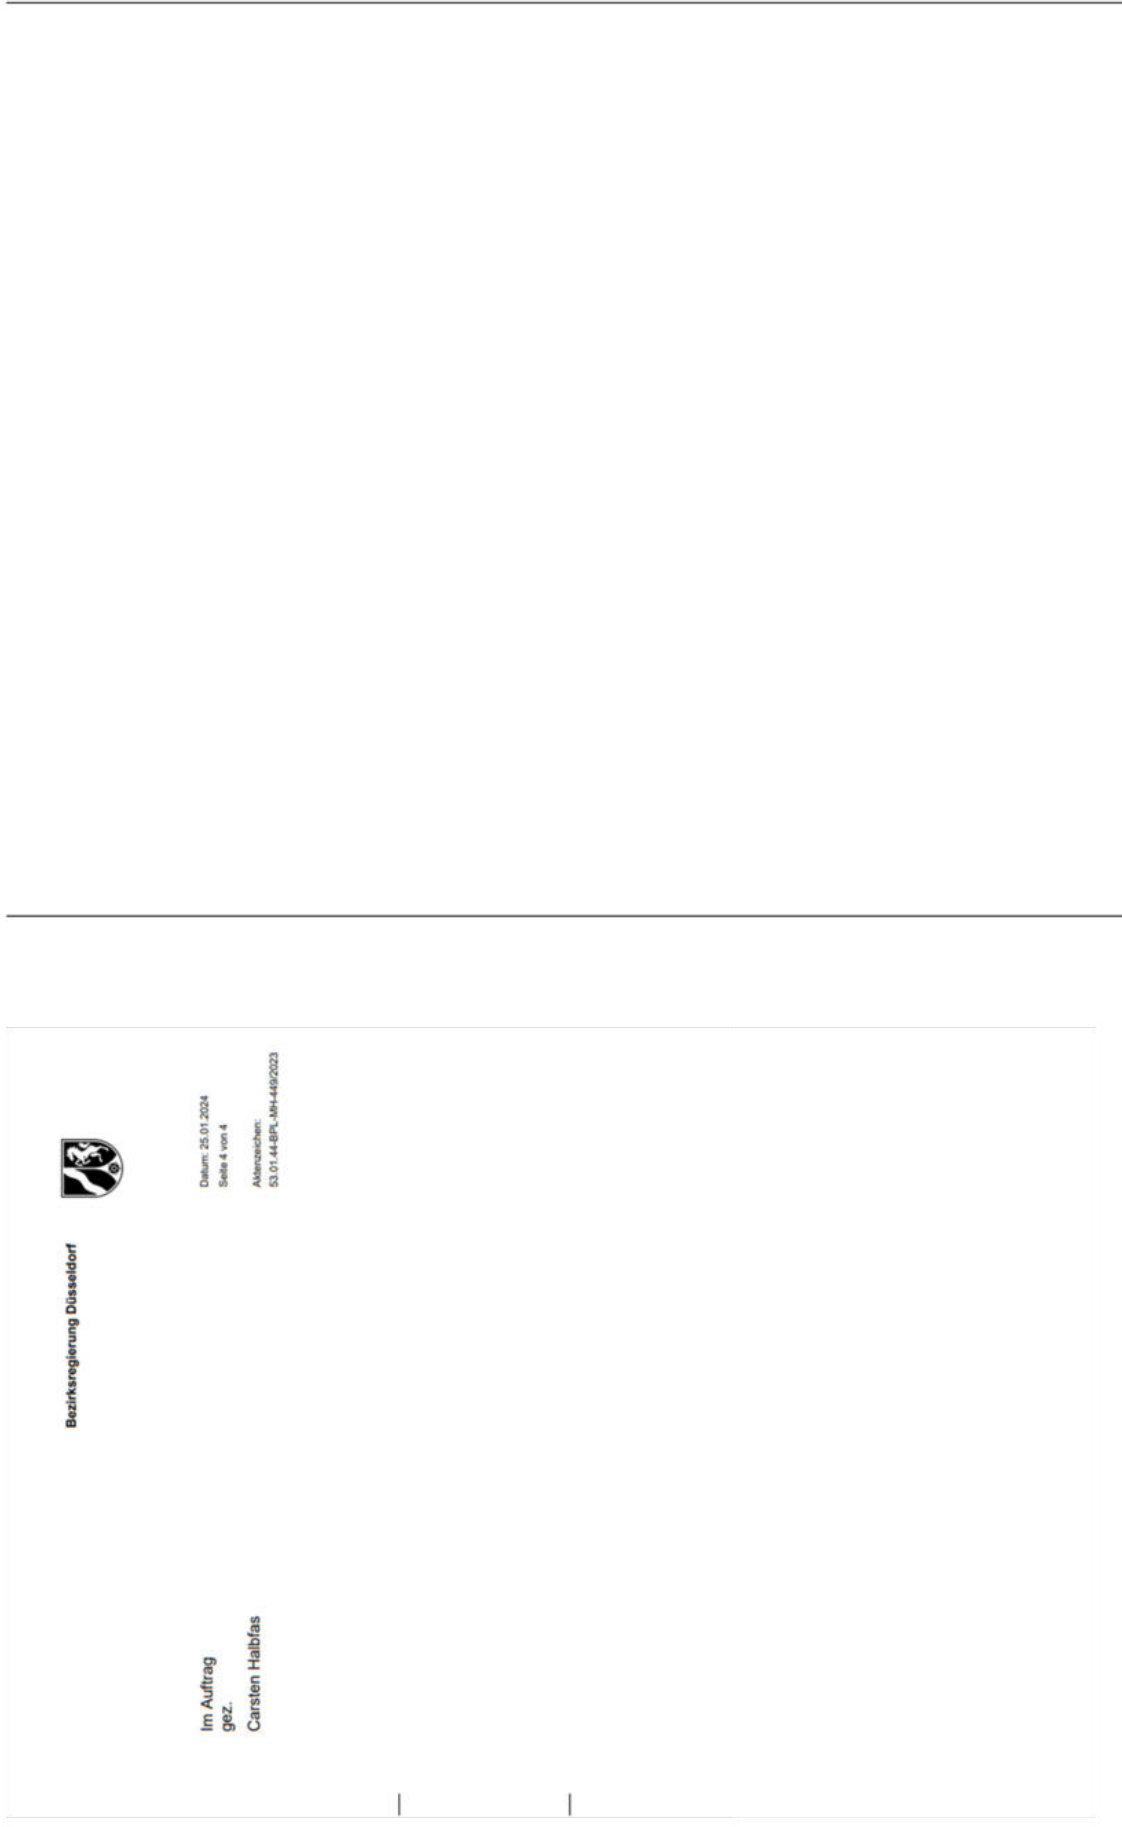 Bezirksregierung Düsseldorf
Datum: 25.01.2024
Seite 4 von 4
Aktenzeichen:
53.01.44-BPL-MH-449/2023
Im Auftrag
gez.
Carsten Halbfas